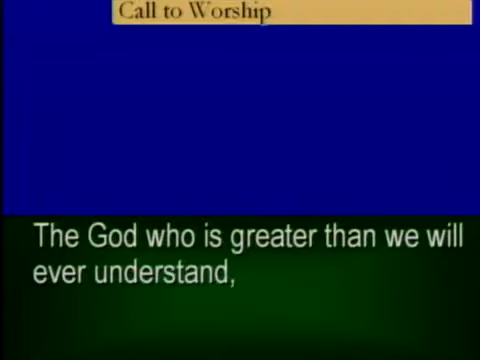 Call to Worship
The God who is greater than we will
ever understand,